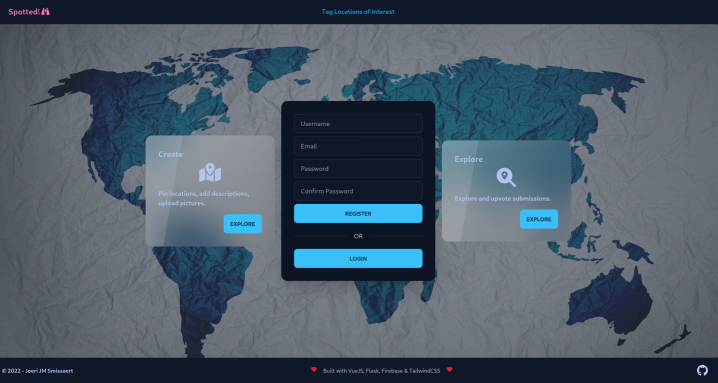 Spotted!
Tag Locations of Interest
Create
Pin locations, add descriptions,
upload pictures.
EXPLORE
Username
Email
Password
Confirm Password
REGISTER
OR
LOGIN
Explore
Explore and upvote submissions.
EXPLORE
© 2022 - Joeri JM Smissaert
Built with VueJS, Flask, Firebase & TailwindCSS